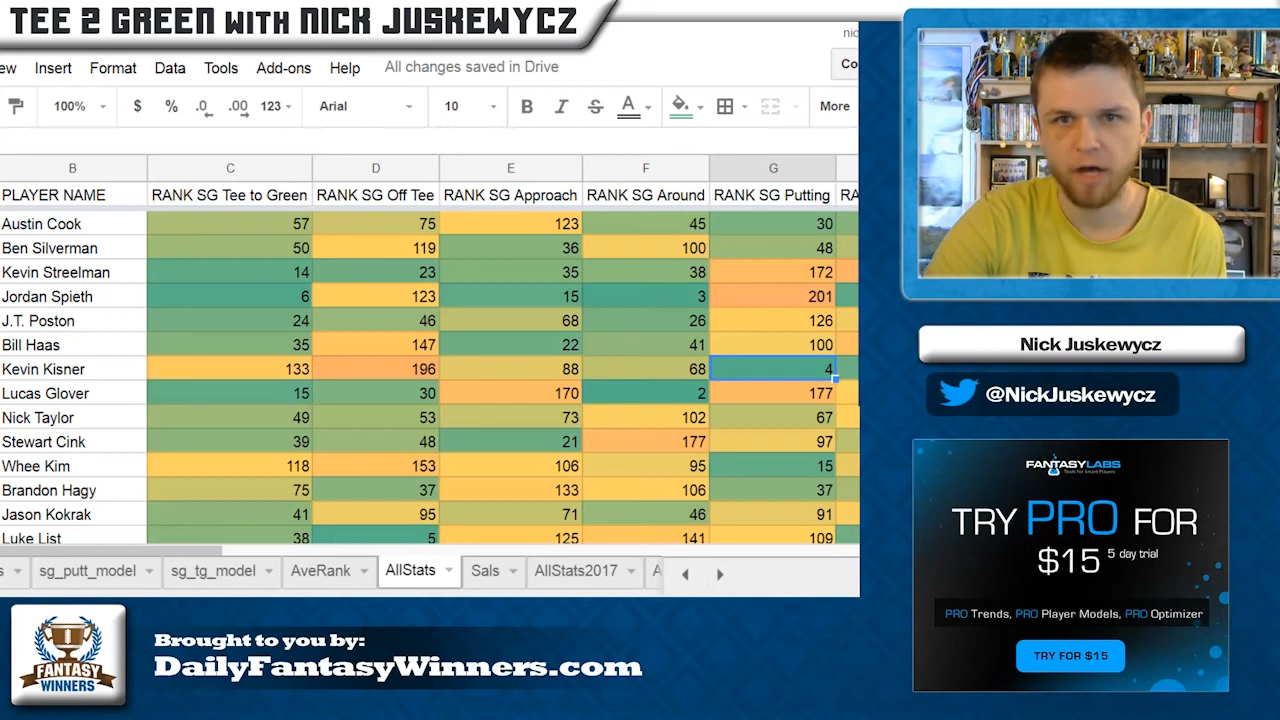 TEE 2 GREEN WITH NICK JUSKEWYCZ
nic
ew Insert Format Data Tools Add-ons Help All changes saved in Drive Co
100% $ % .0 .00 123 Arial 10 B I S A More
B C D E F G
PLAYER NAME RANK SG Tee to Green RANK SG Off Tee RANK SG Approach RANK SG Around RANK SG Putting RA
Austin Cook 57 75 123 45 30
Ben Silverman 50 119 36 100 48
Kevin Streelman 14 23 35 38 172
Jordan Spieth 6 123 15 3 201
J.T. Poston 24 46 68 26 126
Bill Haas 35 147 22 41 100
Kevin Kisner 133 196 88 68 4
Lucas Glover 15 30 170 2 177
Nick Taylor 49 53 73 102 67
Stewart Cink 39 48 21 177 97
Whee Kim 118 153 106 95 15
Brandon Hagy 75 37 133 106 37
Jason Kokrak 41 95 71 46 91
Luke List 38 5 125 141 109
s sg_putt_model sg_tg_model AveRank AllStats Sals AllStats2017 A
Nick Juskewycz
@NickJuskewycz
FANTASYLABS
Tools for Smart Players
TRY PRO FOR
$15 5 day trial
PRO Trends, PRO Player Models, PRO Optimizer
TRY FOR $15
1
FANTASY
WINNERS
Brought to you by:
DailyFantasyWinners.com